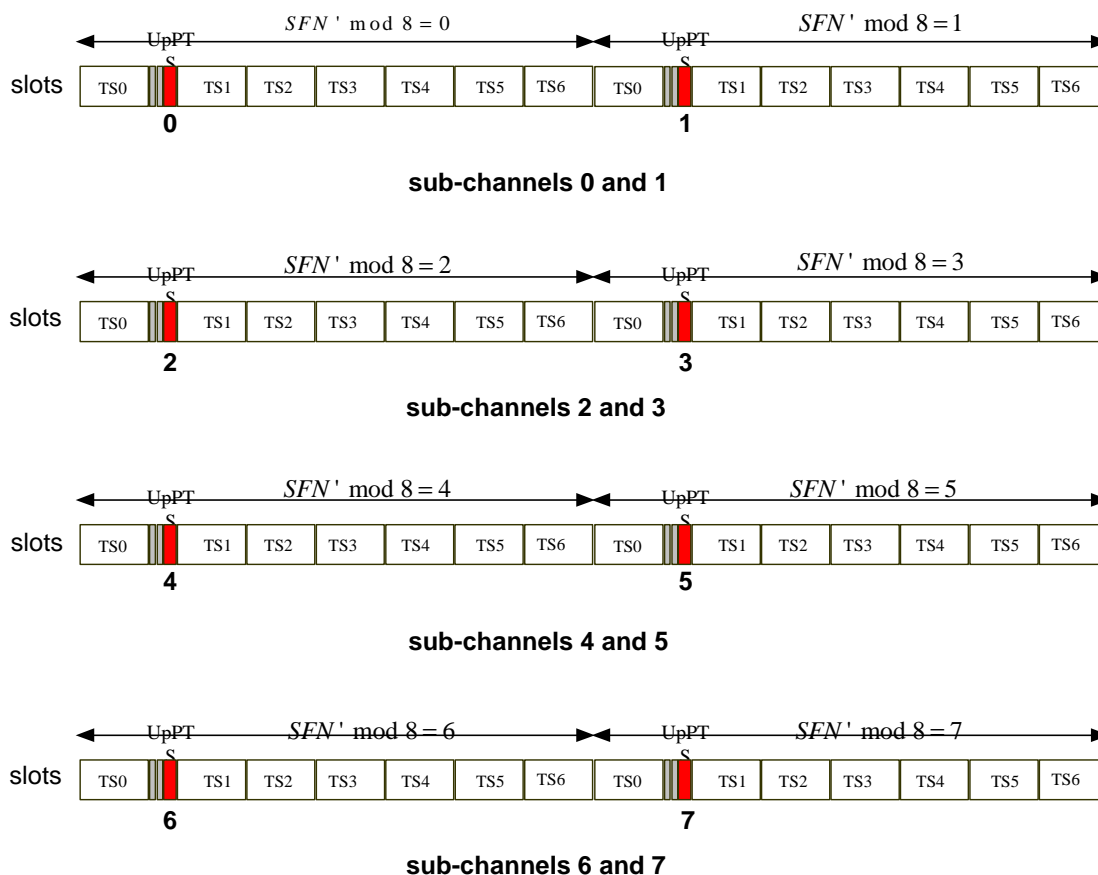 SFN ' mod 8 = 0 SFN ' mod 8 = 1
UpPT UpPT
S S
slots TS0 TS1 TS2 TS3 TS4 TS5 TS6 TS0 TS1 TS2 TS3 TS4 TS5 TS6
0 1
sub-channels 0 and 1
SFN ' mod 8 = 2 SFN ' mod 8 = 3
UpPT UpPT
S S
slots TS0 TS1 TS2 TS3 TS4 TS5 TS6 TS0 TS1 TS2 TS3 TS4 TS5 TS6
2 3
sub-channels 2 and 3
SFN ' mod 8 = 4 SFN ' mod 8 = 5
UpPT UpPT
S S
slots TS0 TS1 TS2 TS3 TS4 TS5 TS6 TS0 TS1 TS2 TS3 TS4 TS5 TS6
4 5
sub-channels 4 and 5
SFN ' mod 8 = 6 SFN ' mod 8 = 7
UpPT UpPT
S S
slots TS0 TS1 TS2 TS3 TS4 TS5 TS6 TS0 TS1 TS2 TS3 TS4 TS5 TS6
6 7
sub-channels 6 and 7